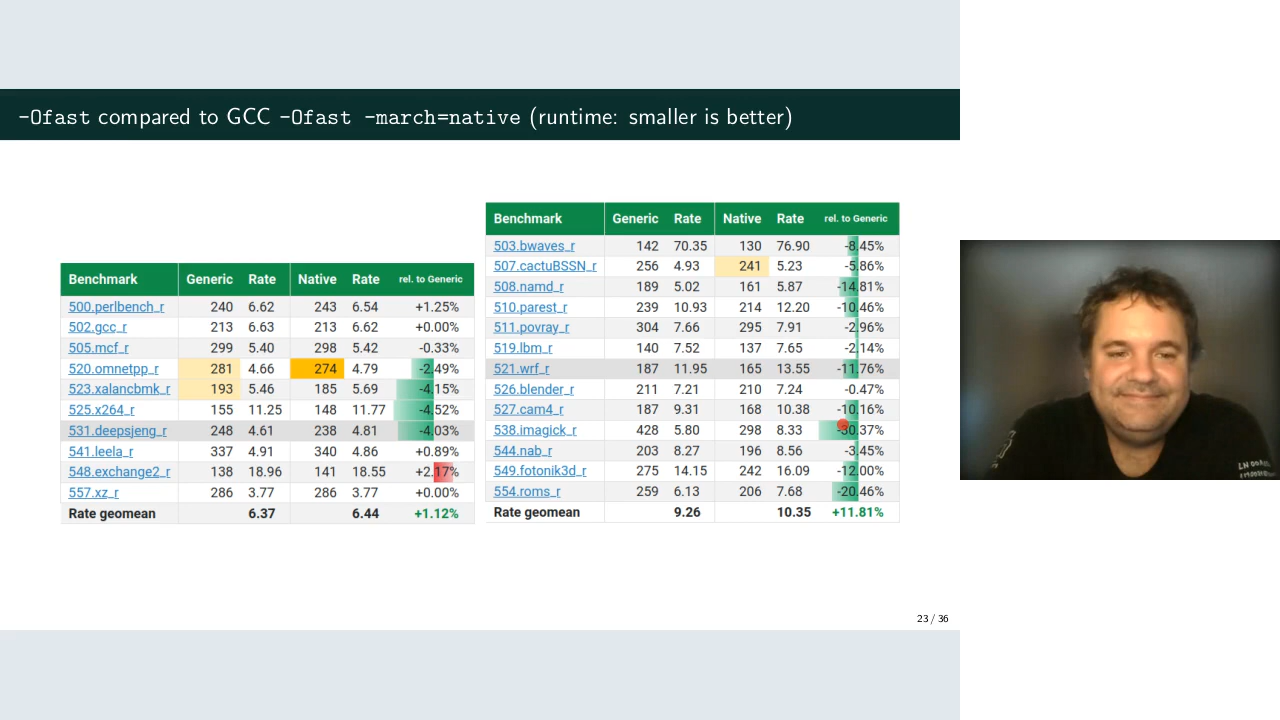 -Ofast compared to GCC -Ofast -march=native (runtime: smaller is better)
Benchmark Generic Rate Native Rate rel. to Generic
500.perlbench_r 240 6.62 243 6.54 +1.25%
502.gcc_r 213 6.63 213 6.62 +0.00%
505.mcf_r 299 5.40 298 5.42 -0.33%
520.omnetpp_r 281 4.66 274 4.79 -2.49%
523.xalancbmk_r 193 5.46 185 5.69 -4.15%
525.x264_r 155 11.25 148 11.77 -4.52%
531.deepsjeng_r 248 4.61 238 4.81 -4.03%
541.leela_r 337 4.91 340 4.86 +0.89%
548.exchange2_r 138 18.96 141 18.55 +2.17%
557.xz_r 286 3.77 286 3.77 +0.00%
Rate geomean 6.37 6.44 +1.12%
Benchmark Generic Rate Native Rate rel. to Generic
503.bwaves_r 142 70.35 130 76.90 -8.45%
507.cactuBSSN_r 256 4.93 241 5.23 -5.86%
508.namd_r 189 5.02 161 5.87 -14.81%
510.parest_r 239 10.93 214 12.20 -10.46%
511.povray_r 304 7.66 295 7.91 -2.96%
519.lbm_r 140 7.52 137 7.65 -2.14%
521.wrf_r 187 11.95 165 13.55 -11.76%
526.blender_r 211 7.21 210 7.24 -0.47%
527.cam4_r 187 9.31 168 10.38 -10.16%
538.imagick_r 428 5.80 298 8.33 -30.37%
544.nab_r 203 8.27 196 8.56 -3.45%
549.fotonik3d_r 275 14.15 242 16.09 -12.00%
554.roms_r 259 6.13 206 7.68 -20.46%
Rate geomean 9.26 10.35 +11.81%
23 / 36